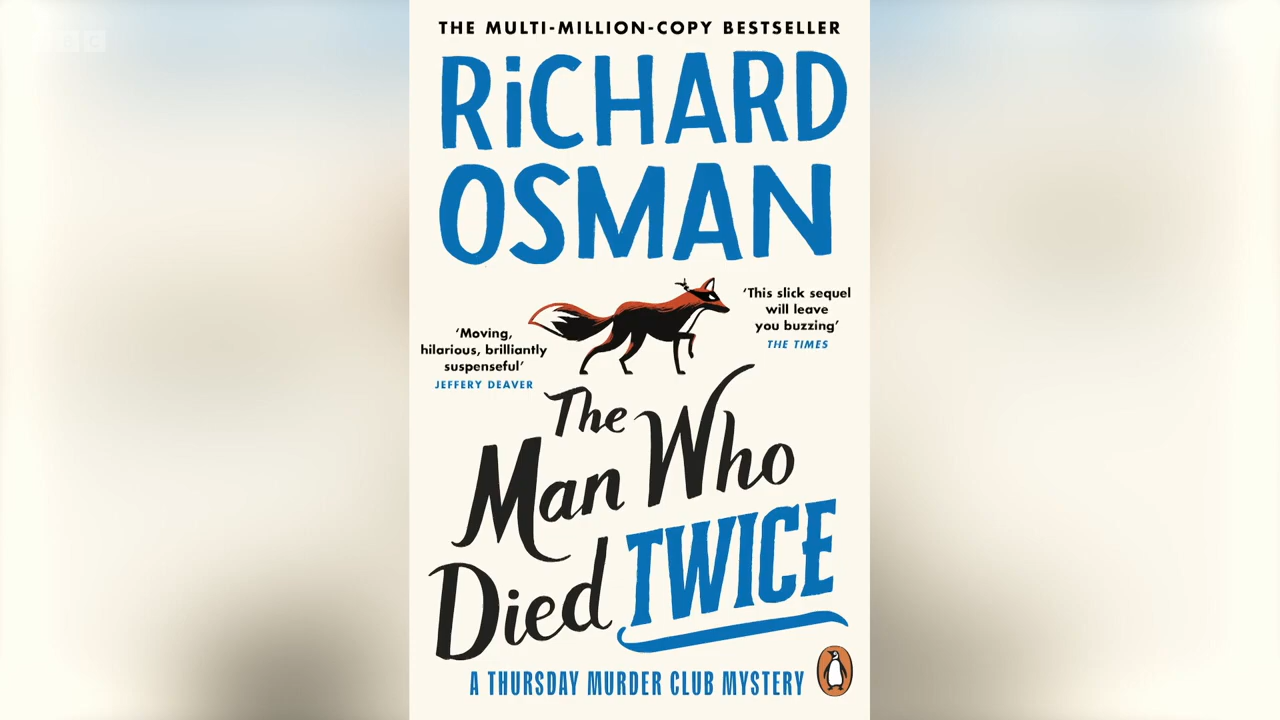 BBC
THE MULTI-MILLION-COPY BESTSELLER
RiCHARD
OSMAN
'This slick sequel
will leave
you buzzing'
THE TIMES
'Moving,
hilarious, brilliantly
suspenseful'
JEFFERY DEAVER
The
Man Who
Died TWICE
A THURSDAY MURDER CLUB MYSTERY